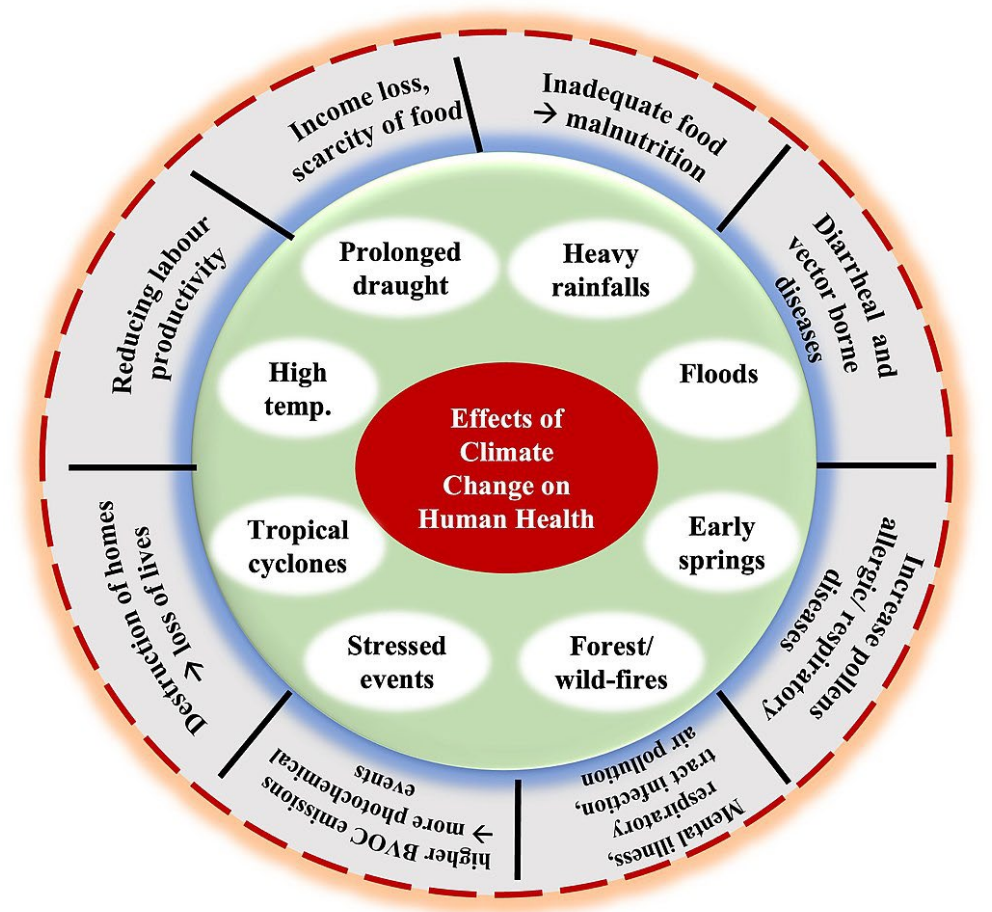 Effects of
Climate
Change on
Human Health
Prolonged
draught
Heavy
rainfalls
Floods
Early
springs
Forest/
wild-fires
Stressed
events
Tropical
cyclones
High
temp.
Income loss,
scarcity of food
Inadequate food
→ malnutrition
Diarrheal and
vector borne
diseases
Increase pollens
allergic/ respiratory
diseases
Mental illness,
respiratory
tract infection,
air pollution
higher BVOC emissions
→ more photochemical
events
Destruction of homes
→ loss of lives
Reducing labour
productivity